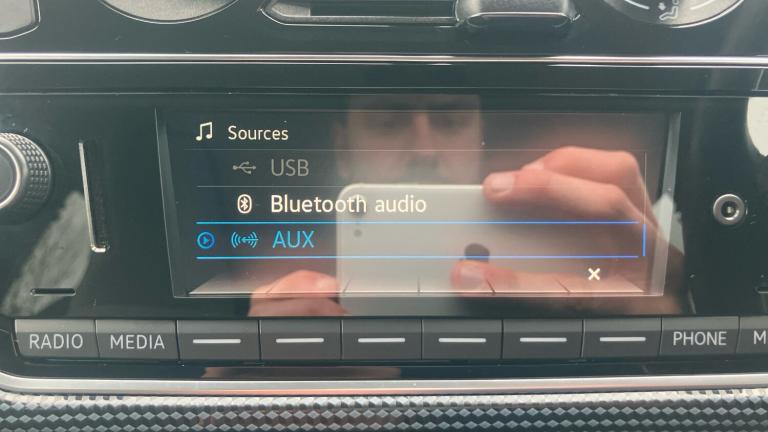 Sources
USB
Bluetooth audio
AUX
×
RADIO MEDIA PHONE M